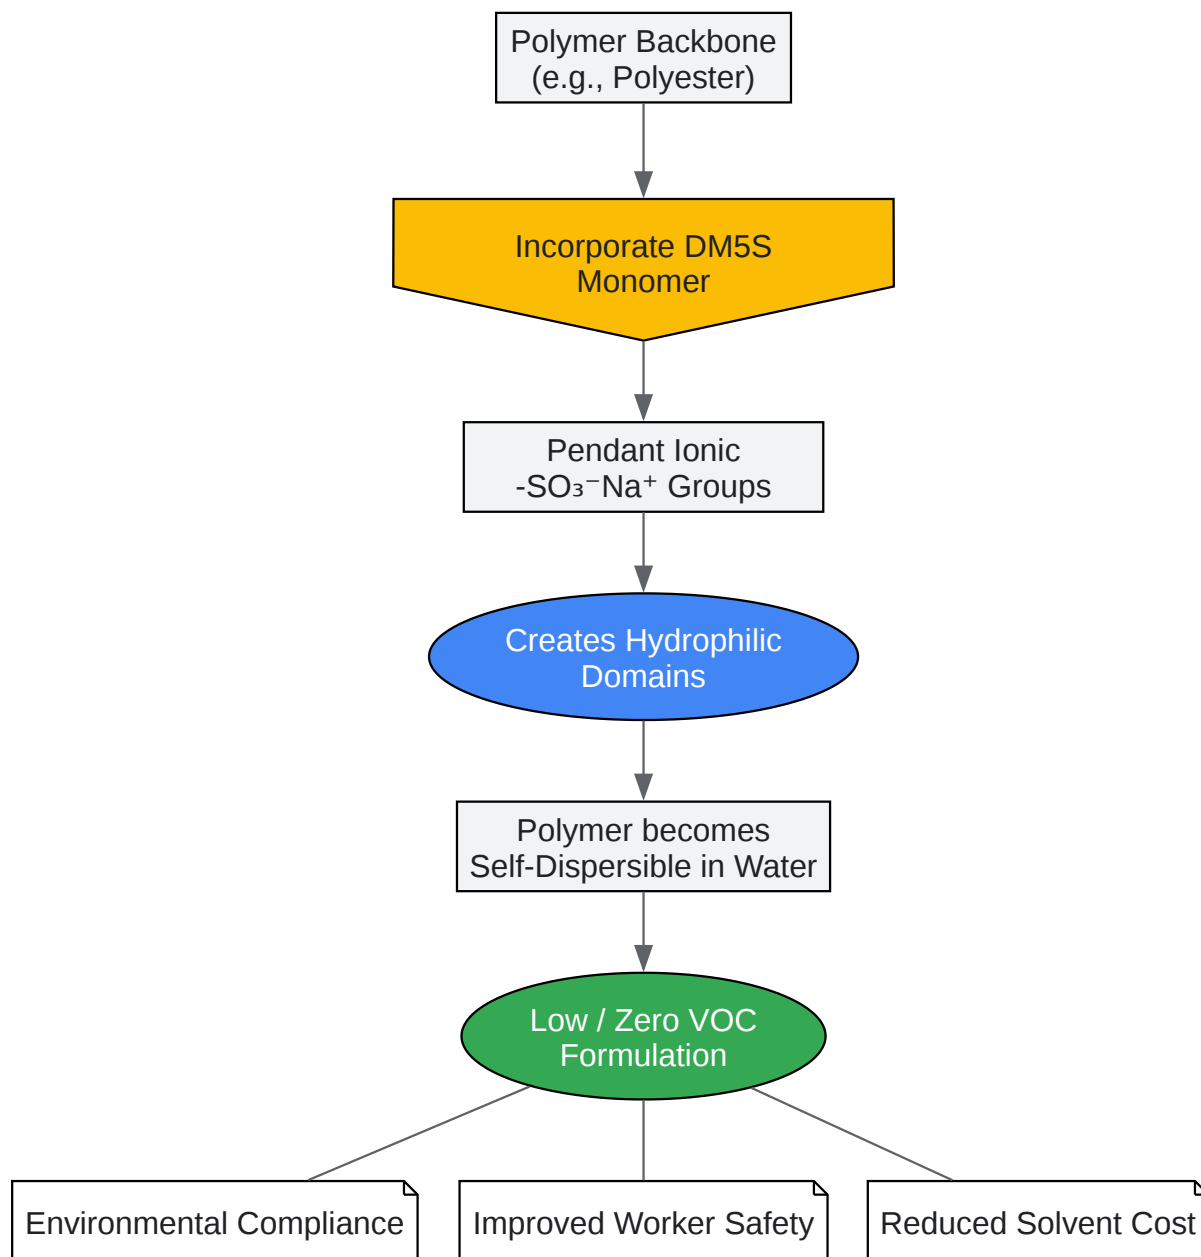 Polymer Backbone
(e.g., Polyester)
Incorporate DM5S
Monomer
Pendant Ionic
-SO₃⁻Na⁺ Groups
Creates Hydrophilic
Domains
Polymer becomes
Self-Dispersible in Water
Low / Zero VOC
Formulation
Environmental Compliance
Improved Worker Safety
Reduced Solvent Cost